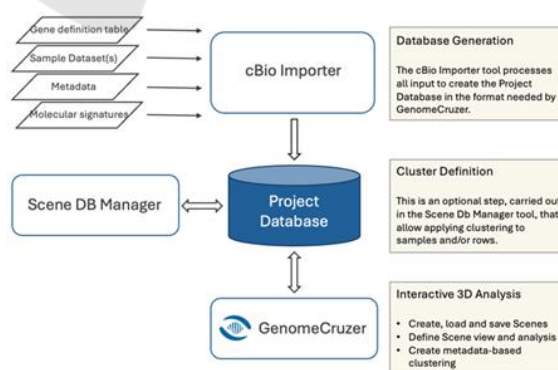 Gene definition table
Sample Dataset(s)
Metadata
Molecular signatures
cBio Importer
Database Generation
The cBio Importer tool processes
all input to create the Project
Database in the format needed by
GenomeCruzer.
Scene DB Manager
Project
Database
Cluster Definition
This is an optional step, carried out
in the Scene Db Manager tool, that
allow applying clustering to
samples and/or rows.
GenomeCruzer
Interactive 3D Analysis
• Create, load and save Scenes
• Define Scene view and analysis
• Create metadata-based
clustering